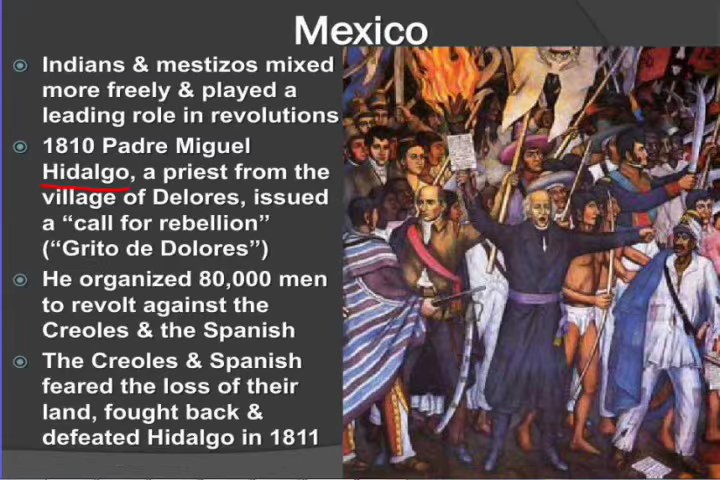 Mexico
Indians & mestizos mixed
more freely & played a
leading role in revolutions
1810 Padre Miguel
Hidalgo, a priest from the
village of Delores, issued
a “call for rebellion”
(“Grito de Dolores”)
He organized 80,000 men
to revolt against the
Creoles & the Spanish
The Creoles & Spanish
feared the loss of their
land, fought back &
defeated Hidalgo in 1811